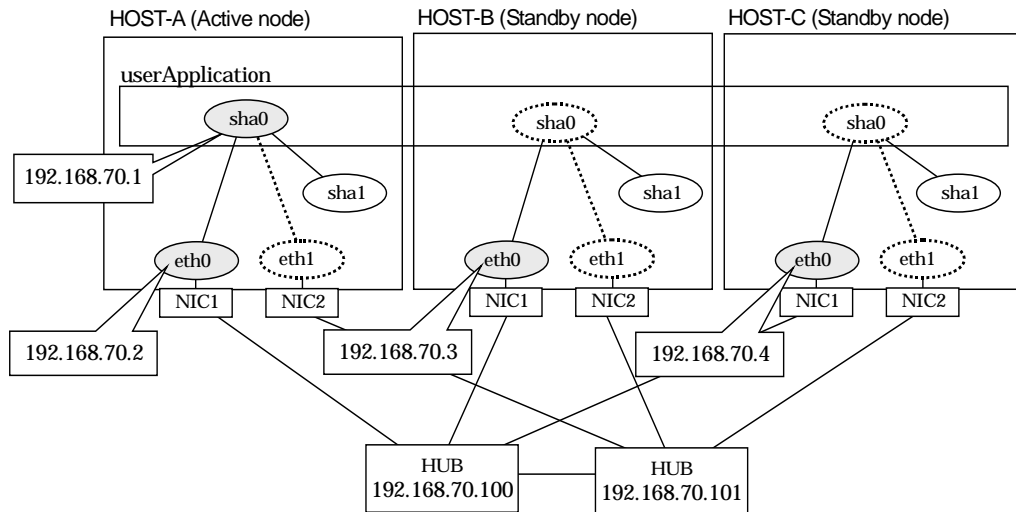 HOST-A (Active node)
HOST-B (Standby node)
HOST-C (Standby node)
userApplication
sha0
sha0
sha0
192.168.70.1
sha1
sha1
sha1
eth0
eth1
eth0
eth1
eth0
eth1
NIC1
NIC2
NIC1
NIC2
NIC1
NIC2
192.168.70.2
192.168.70.3
192.168.70.4
HUB
192.168.70.100
HUB
192.168.70.101